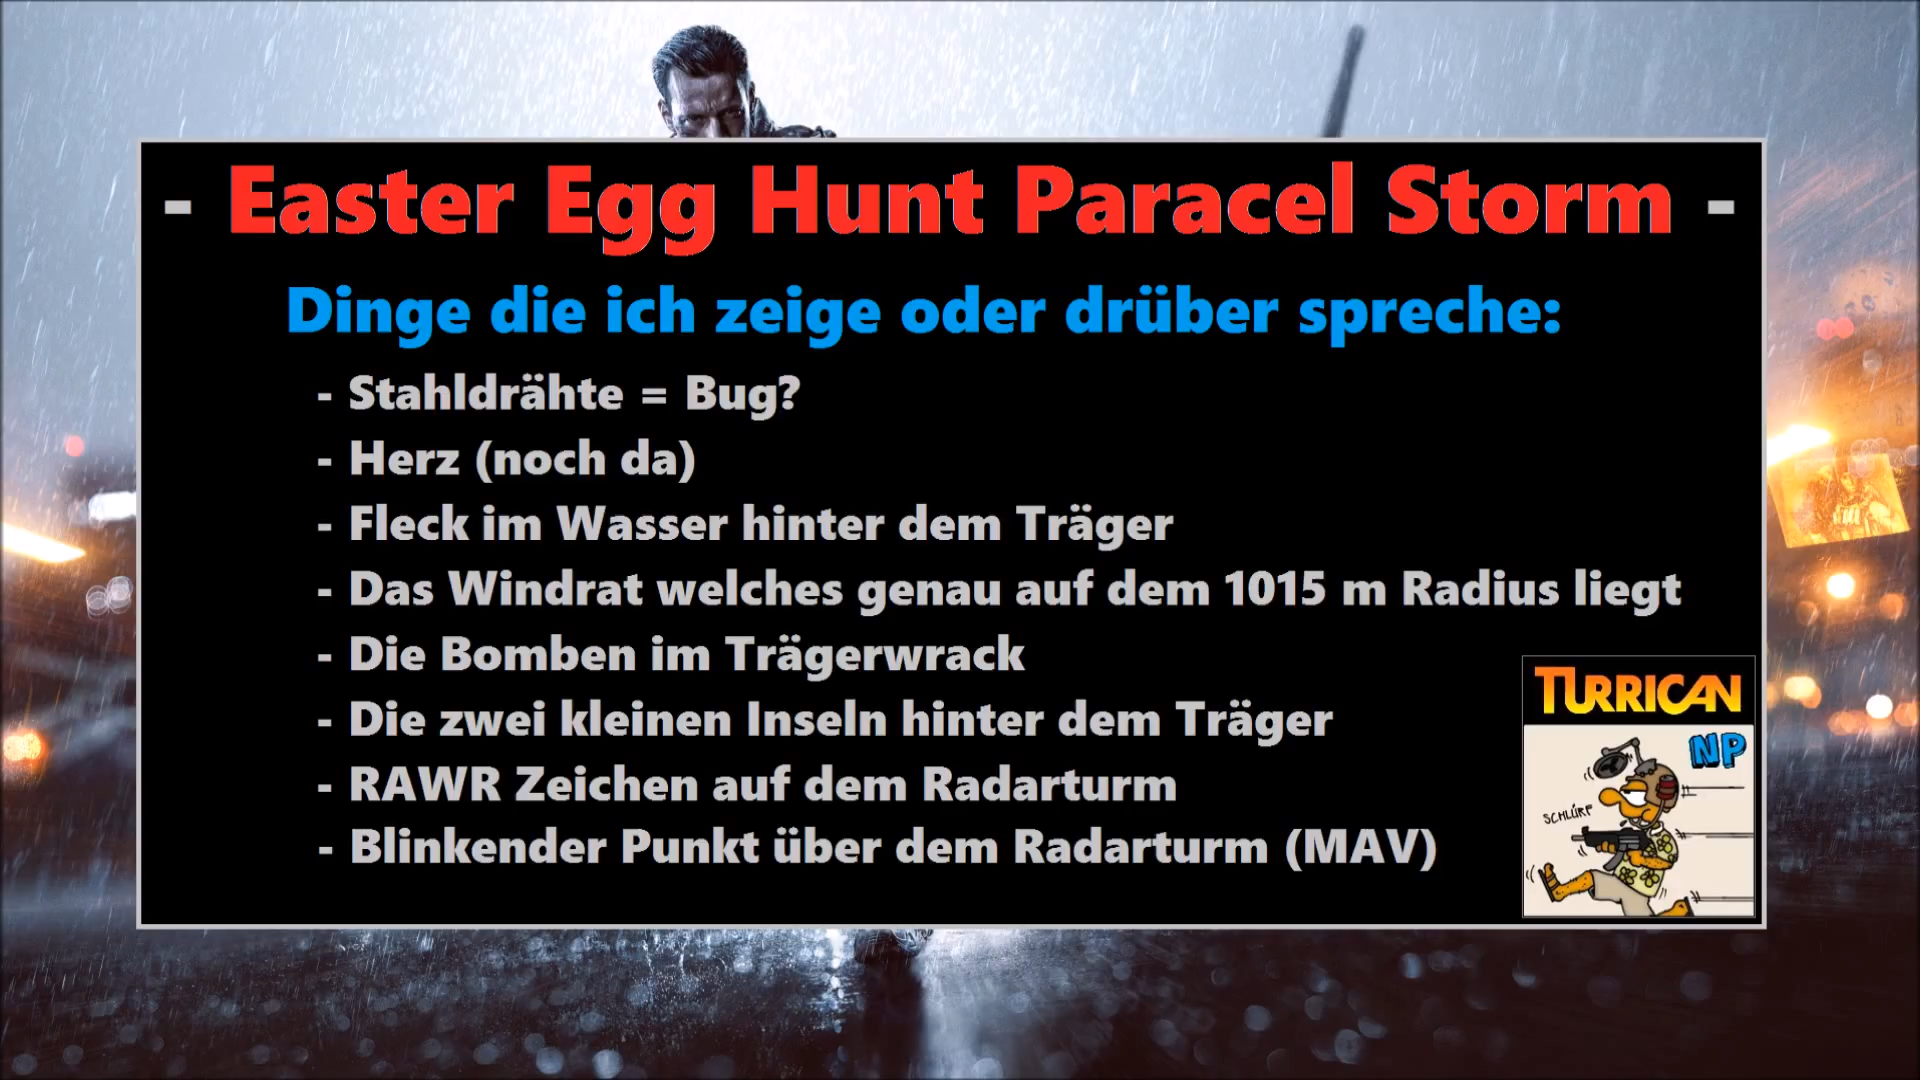 - Easter Egg Hunt Paracel Storm -
Dinge die ich zeige oder drüber spreche:
- Stahldrähte = Bug?
- Herz (noch da)
- Fleck im Wasser hinter dem Träger
- Das Windrat welches genau auf dem 1015 m Radius liegt
- Die Bomben im Trägerwrack
- Die zwei kleinen Inseln hinter dem Träger
- RAWR Zeichen auf dem Radarturm
- Blinkender Punkt über dem Radarturm (MAV)
TURRICAN
NP
SCHLÜRF